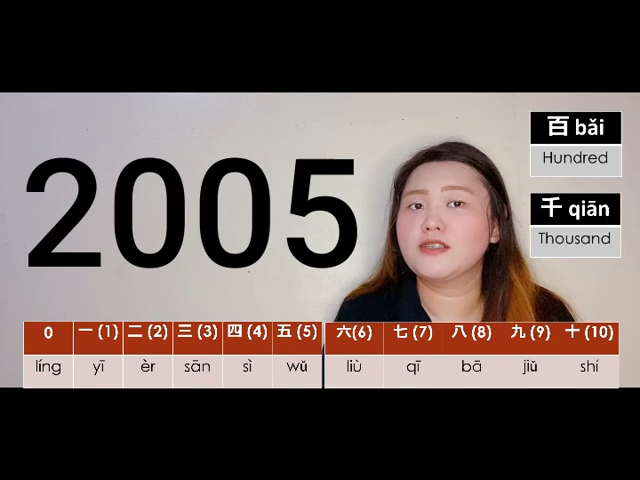 2005
百 bǎi
Hundred
千 qiān
Thousand
0 一 (1) 二 (2) 三 (3) 四 (4) 五 (5) 六(6) 七 (7) 八 (8) 九 (9) 十 (10)
líng yī èr sān sì wǔ liù qī bā jiǔ shí